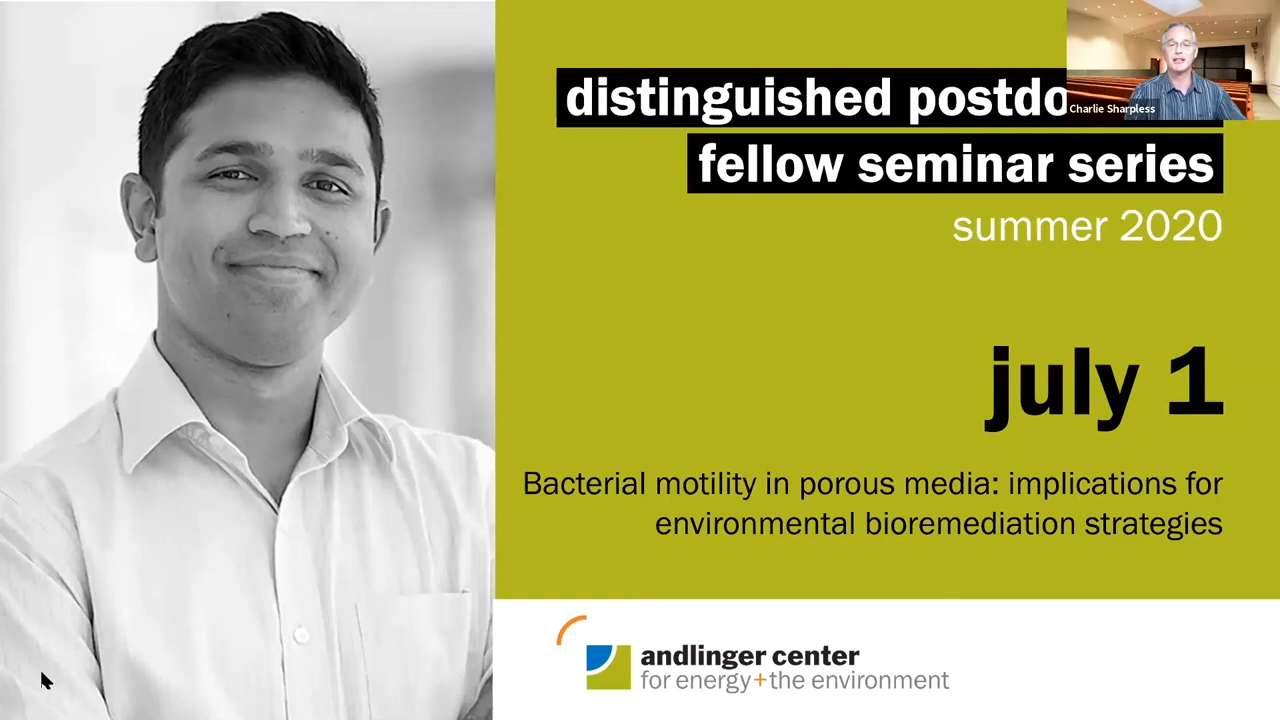 distinguished postdo
fellow seminar series
summer 2020
Charlie Sharpless
july 1
Bacterial motility in porous media: implications for
environmental bioremediation strategies
andlinger center
for energy+the environment